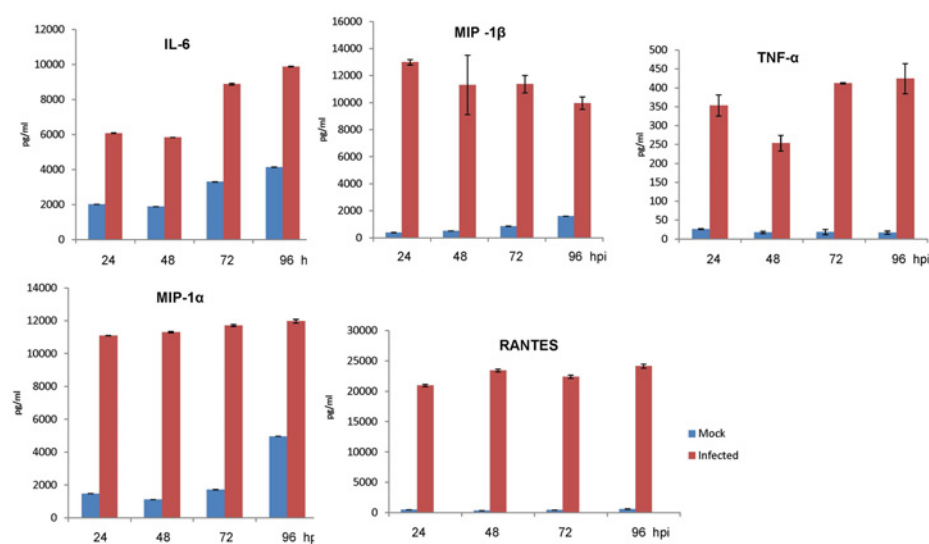 IL-6
12000
10000
8000
6000
4000
2000
0
pg/ml
24 48 72 96 h
MIP -1β
16000
14000
12000
10000
8000
6000
4000
2000
0
pg/ml
24 48 72 96 hpi
TNF-α
500
450
400
350
300
250
200
150
100
50
0
pg/ml
24 48 72 96 hpi
MIP-1α
14000
12000
10000
8000
6000
4000
2000
0
pg/ml
24 48 72 96 hp
RANTES
30000
25000
20000
15000
10000
5000
0
pg/ml
24 48 72 96 hpi
Mock
Infected